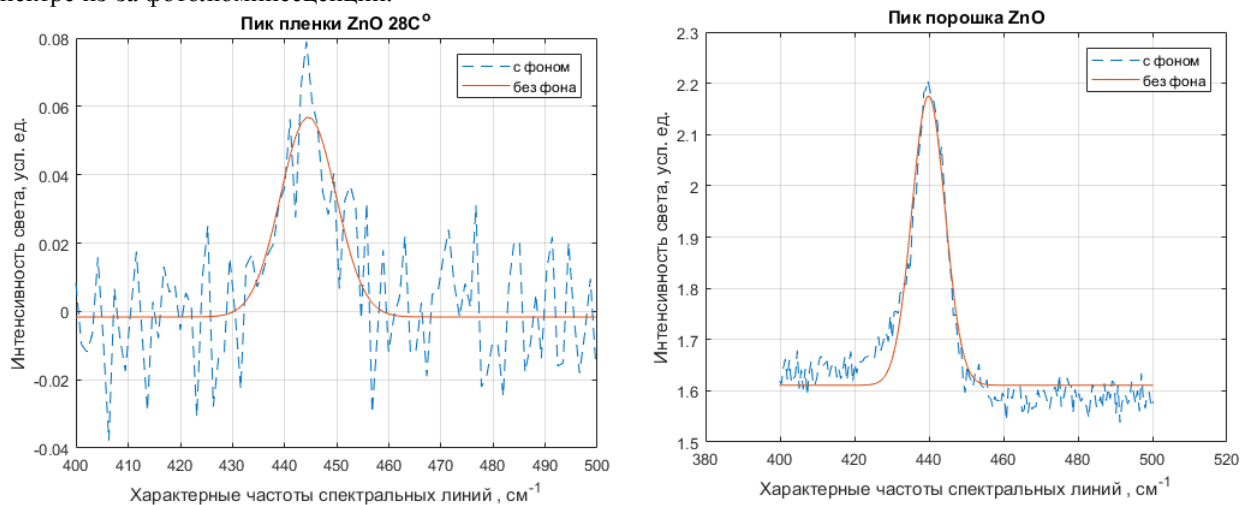 Пик пленки ZnO 28C°
0.08
0.06
0.04
0.02
0
-0.02
-0.04
400 410 420 430 440 450 460 470 480 490 500
Интенсивность света, усл. ед.
Характерные частоты спектральных линий , см-1
с фоном
без фона
Пик порошка ZnO
2.3
2.2
2.1
2
1.9
1.8
1.7
1.6
1.5
380 400 420 440 460 480 500 520
Интенсивность света, усл. ед.
Характерные частоты спектральных линий , см-1
с фоном
без фона